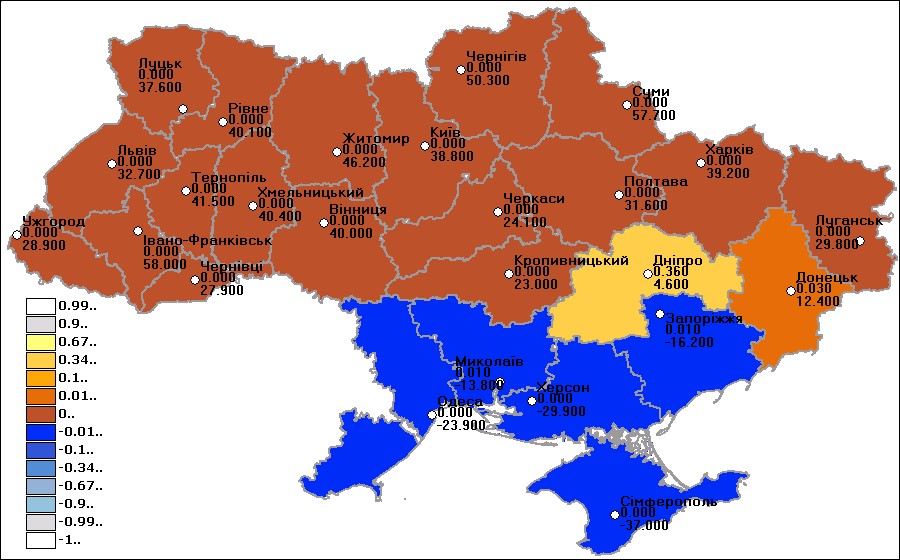 Чернігів
0.000
50.300
Луцьк
0.000
37.600
Суми
0.000
57.700
Рівне
0.000
40.100
Київ
0.000
38.800
Житомир
0.000
46.200
Львів
0.000
32.700
Харків
0.000
39.200
Тернопіль
0.000
41.500
Полтава
0.000
31.600
Хмельницький
0.000
40.400
Черкаси
0.000
24.100
Вінниця
0.000
40.000
Ужгород
0.000
28.900
Луганськ
0.000
29.800
Івано-Франківськ
0.000
58.000
Кропивницький
0.000
23.000
Дніпро
0.360
4.600
Чернівці
0.000
27.900
Донецьк
0.030
12.400
Запоріжжя
0.010
-16.200
Миколаїв
0.010
-13.800
Херсон
0.000
-29.900
Одеса
0.000
-23.900
Сімферополь
0.000
-37.000
0.99..
0.9..
0.67..
0.34..
0.1..
0.01..
0..
-0.01..
-0.1..
-0.34..
-0.67..
-0.9..
-0.99..
-1..